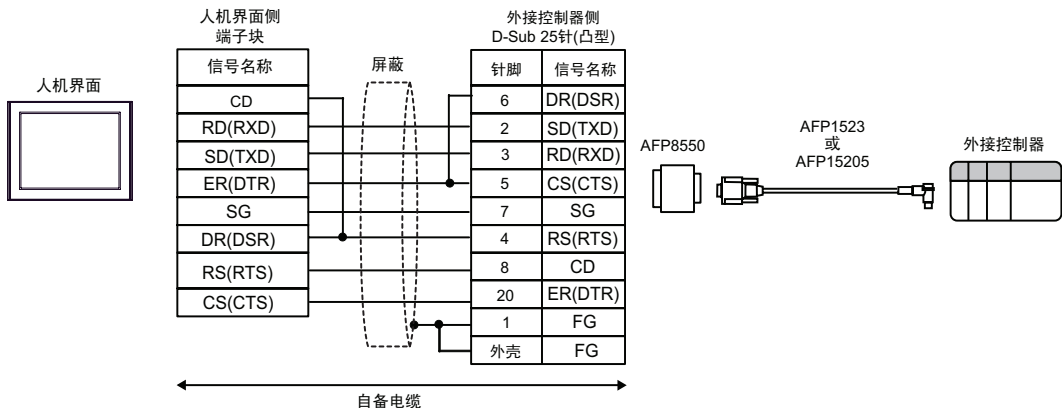 人机界面
人机界面侧
端子块
信号名称
CD
RD(RXD)
SD(TXD)
ER(DTR)
SG
DR(DSR)
RS(RTS)
CS(CTS)
屏蔽
外接控制器侧
D-Sub 25针(凸型)
针脚 信号名称
6 DR(DSR)
2 SD(TXD)
3 RD(RXD)
5 CS(CTS)
7 SG
4 RS(RTS)
8 CD
20 ER(DTR)
1 FG
外壳 FG
自备电缆
AFP8550
AFP1523
或
AFP15205
外接控制器